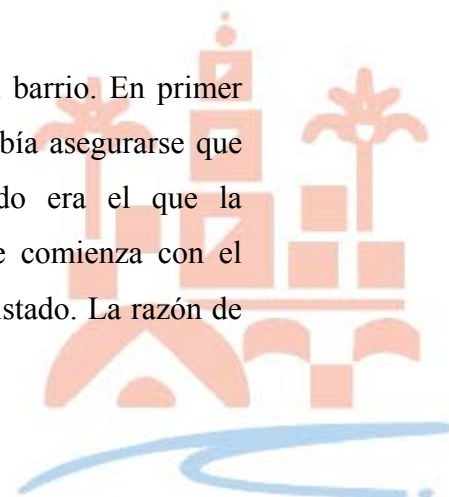 barrio. En primer
bía asegurarse que
do era el que la
comienza con el
stado. La razón de